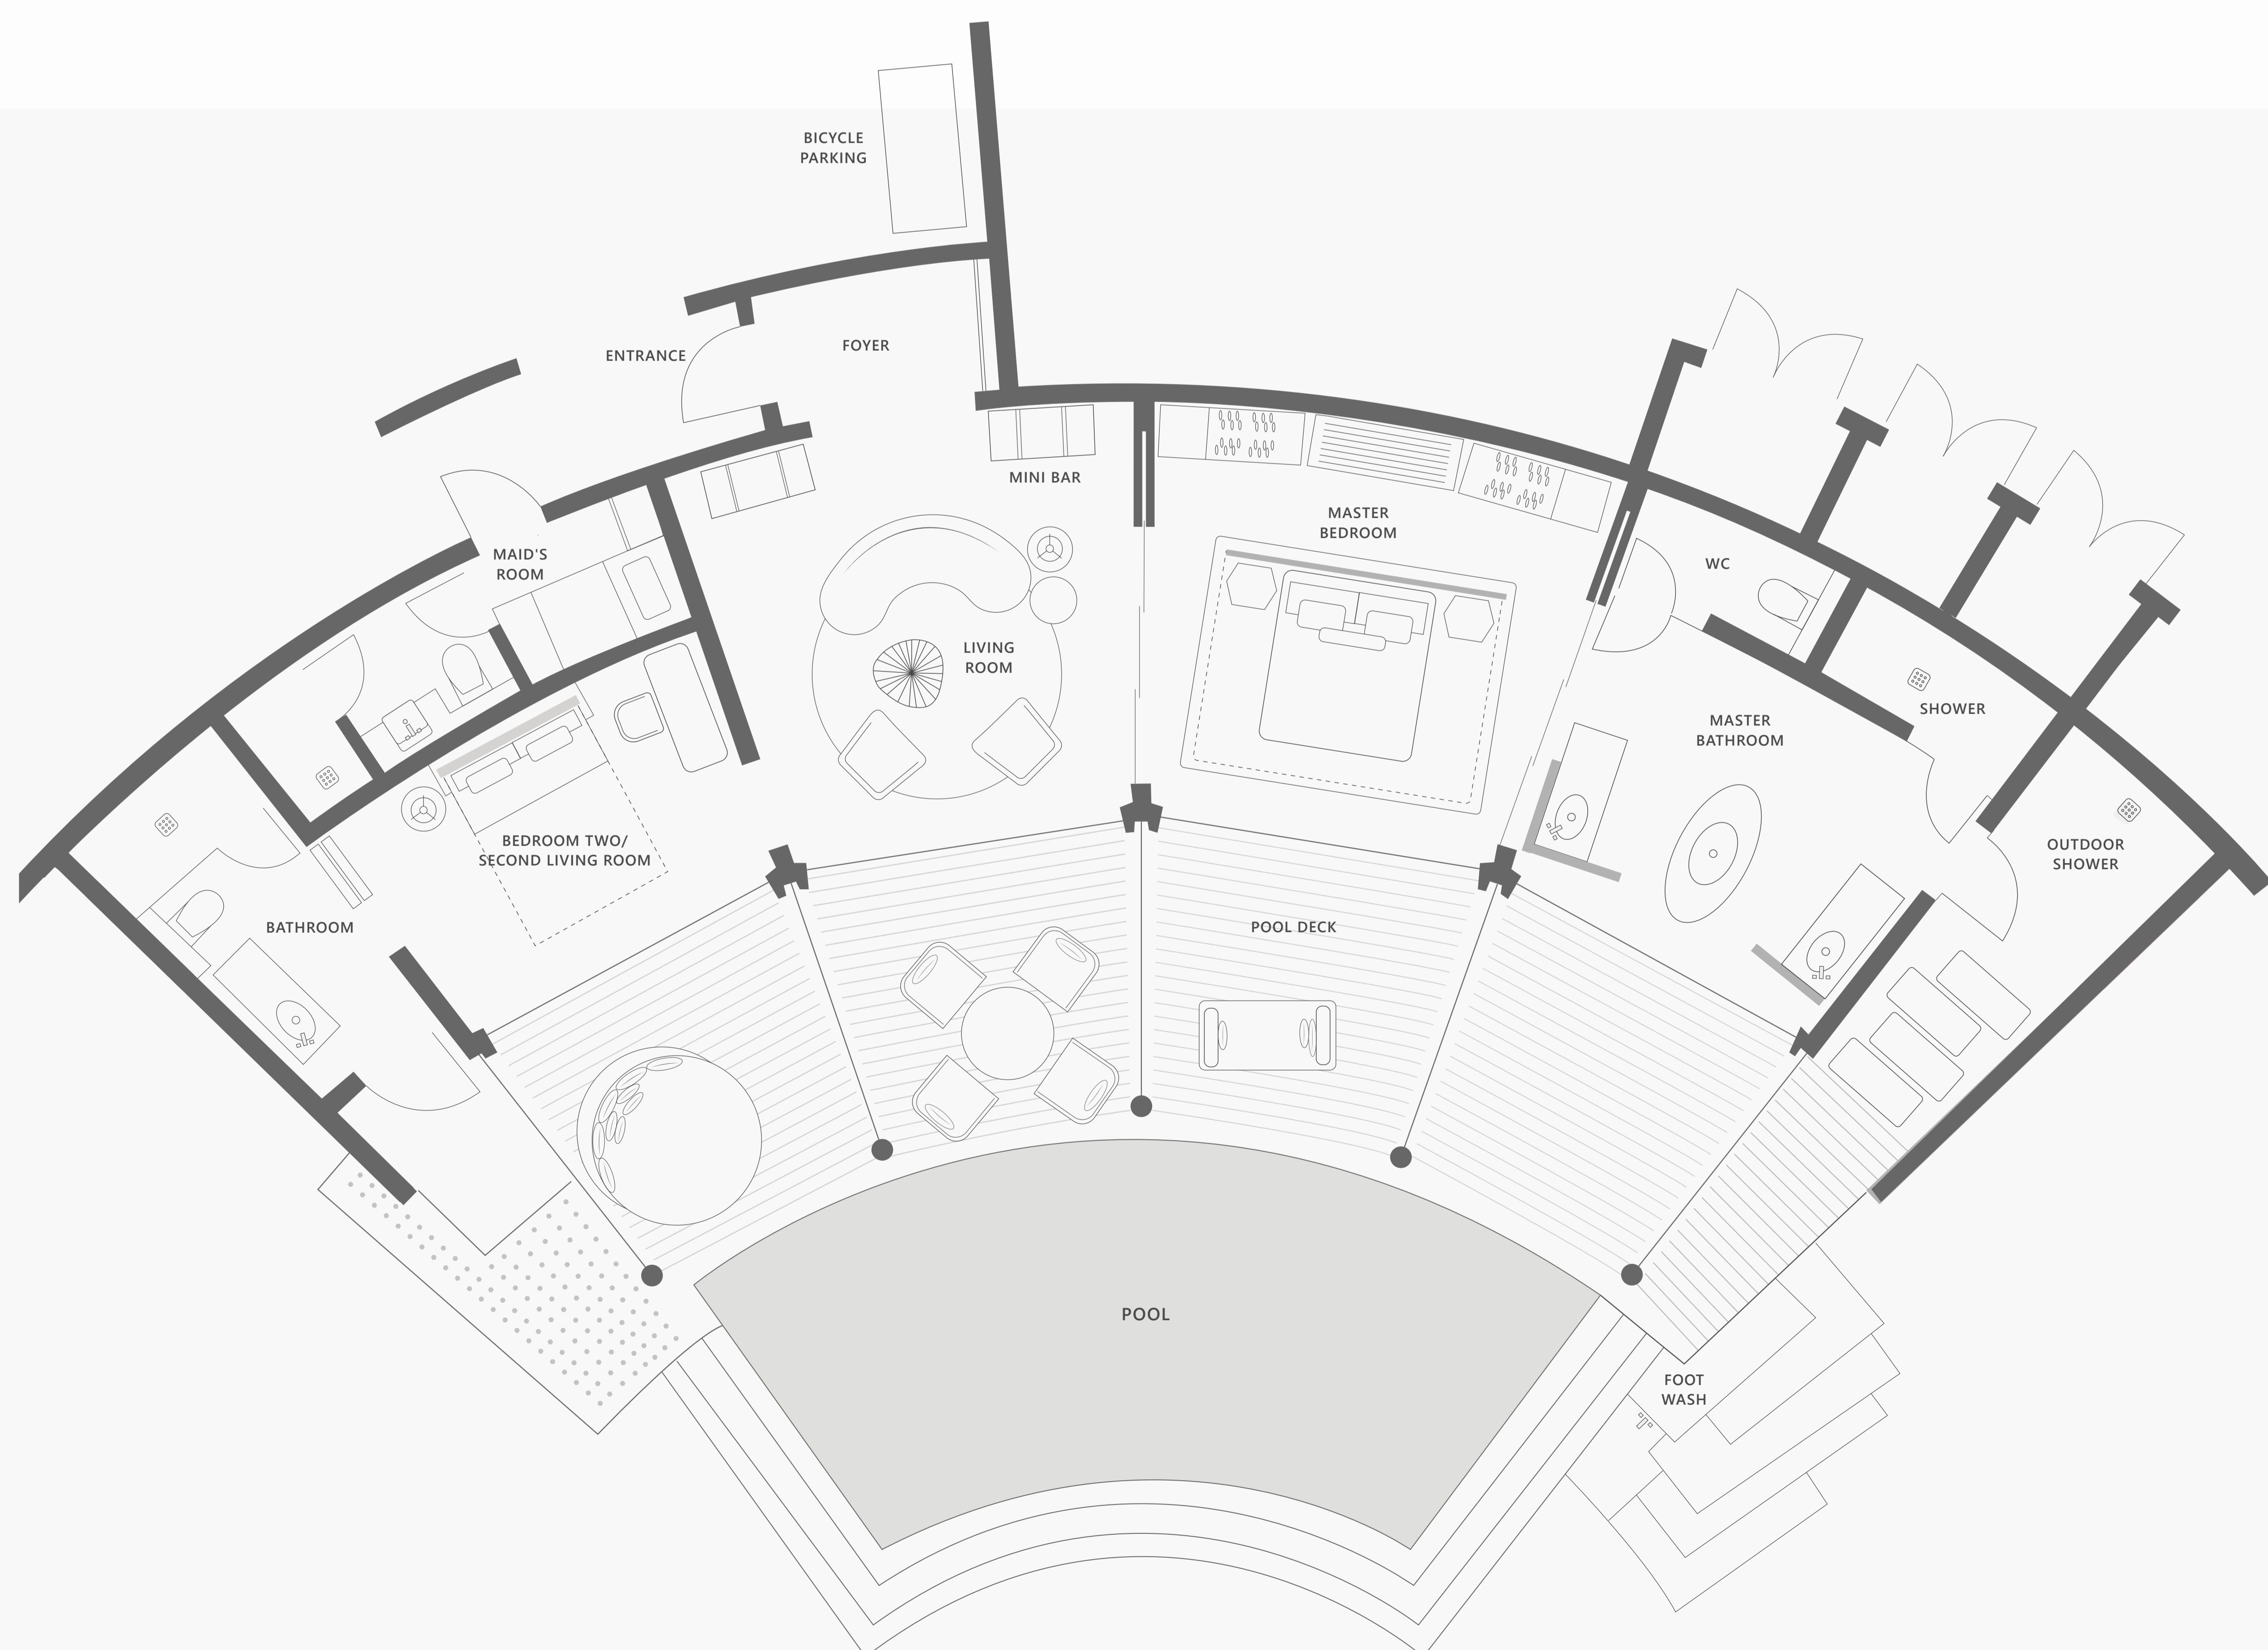 BICYCLE
PARKING
ENTRANCE
FOYER
MINI BAR
MAID'S
ROOM
MASTER
BEDROOM
WC
LIVING
ROOM
SHOWER
MASTER
BATHROOM
BEDROOM TWO/
SECOND LIVING ROOM
OUTDOOR
SHOWER
BATHROOM
POOL DECK
POOL
FOOT
WASH